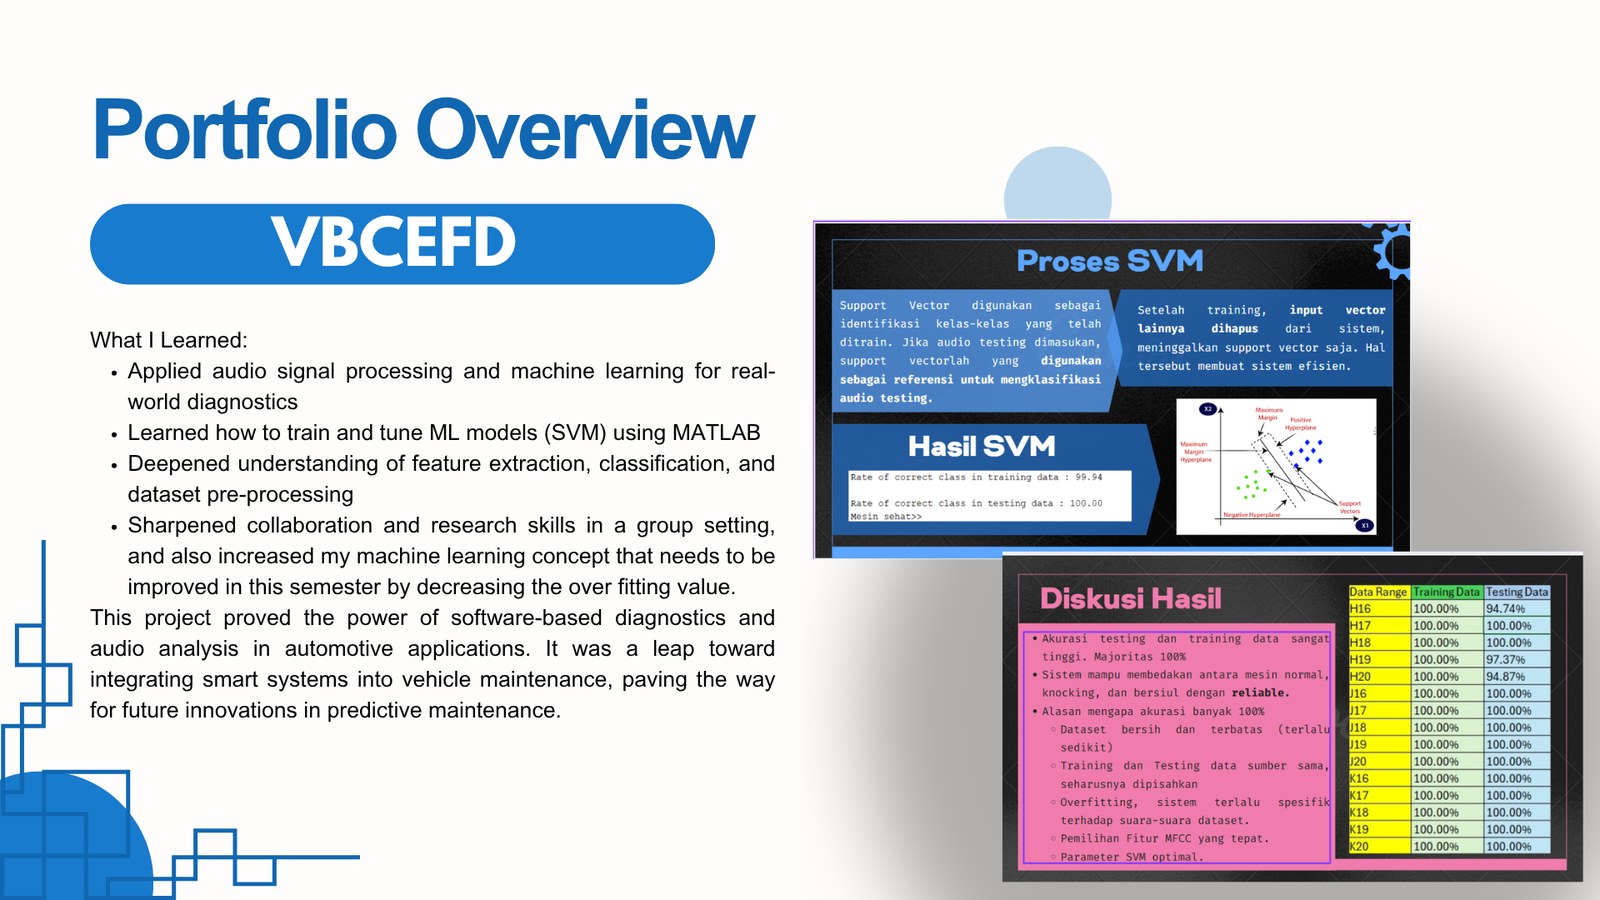 Portfolio Overview
VBCEFD
What I Learned:
• Applied audio signal processing and machine learning for real-
world diagnostics
• Learned how to train and tune ML models (SVM) using MATLAB
• Deepened understanding of feature extraction, classification, and
dataset pre-processing
• Sharpened collaboration and research skills in a group setting,
and also increased my machine learning concept that needs to be
improved in this semester by decreasing the over fitting value.
This project proved the power of software-based diagnostics and
audio analysis in automotive applications. It was a leap toward
integrating smart systems into vehicle maintenance, paving the way
for future innovations in predictive maintenance.
Proses SVM
Support Vector digunakan sebagai
identifikasi kelas-kelas yang telah
ditrain. Jika audio testing dimasukan,
support vectorlah yang digunakan
sebagai referensi untuk mengklasifikasi
audio testing.
Setelah training, input vector
lainnya dihapus dari sistem,
meninggalkan support vector saja. Hal
tersebut membuat sistem efisien.
Hasil SVM
Rate of correct class in training data : 99.94
Rate of correct class in testing data : 100.00
Mesin sehat>>
X2
Maximum
Margin
Positive
Hyperplane
Maximum
Margin
Hyperplane
Negative Hyperplane
Support
Vectors
X1
Diskusi Hasil
• Akurasi testing dan training data sangat
tinggi. Majoritas 100%
• Sistem mampu membedakan antara mesin normal,
knocking, dan bersiul dengan reliable.
• Alasan mengapa akurasi banyak 100%
○ Dataset bersih dan terbatas (terlalu
sedikit)
○ Training dan Testing data sumber sama,
seharusnya dipisahkan
○ Overfitting, sistem terlalu spesifik
terhadap suara-suara dataset.
○ Pemilihan Fitur MFCC yang tepat.
○ Parameter SVM optimal.
Data Range Training Data Testing Data
H16 100.00% 94.74%
H17 100.00% 100.00%
H18 100.00% 100.00%
H19 100.00% 97.37%
H20 100.00% 94.87%
J16 100.00% 100.00%
J17 100.00% 100.00%
J18 100.00% 100.00%
J19 100.00% 100.00%
J20 100.00% 100.00%
K16 100.00% 100.00%
K17 100.00% 100.00%
K18 100.00% 100.00%
K19 100.00% 100.00%
K20 100.00% 100.00%